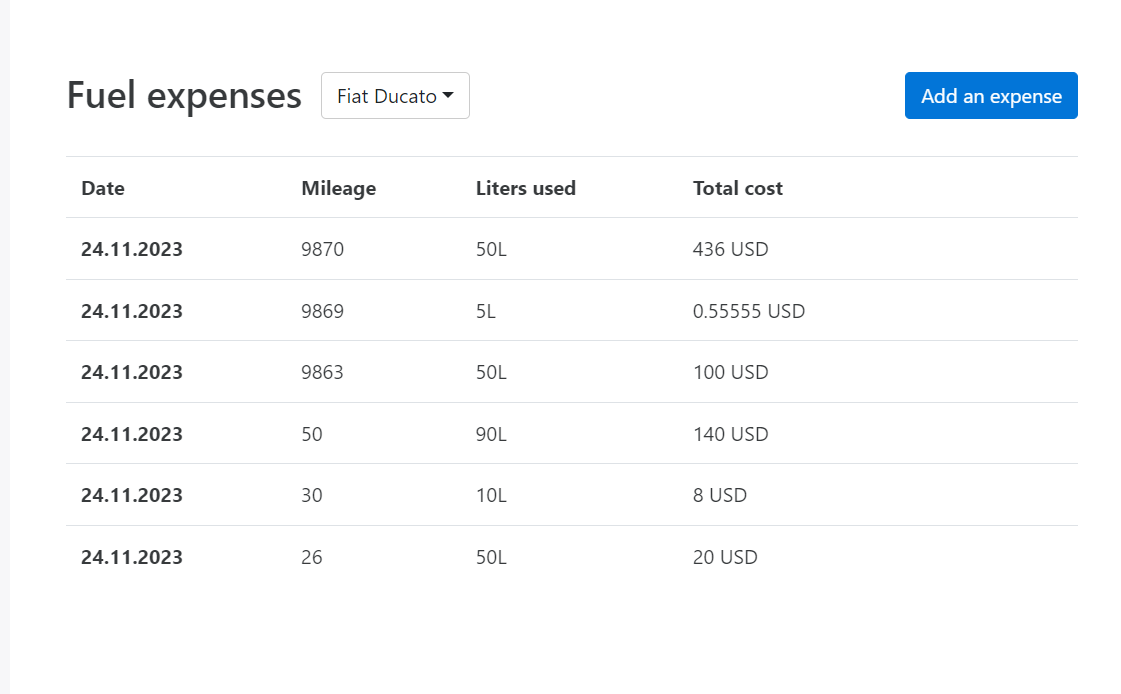 Fuel expenses Fiat Ducato Add an expense
Date Mileage Liters used Total cost
24.11.2023 9870 50L 436 USD
24.11.2023 9869 5L 0.55555 USD
24.11.2023 9863 50L 100 USD
24.11.2023 50 90L 140 USD
24.11.2023 30 10L 8 USD
24.11.2023 26 50L 20 USD